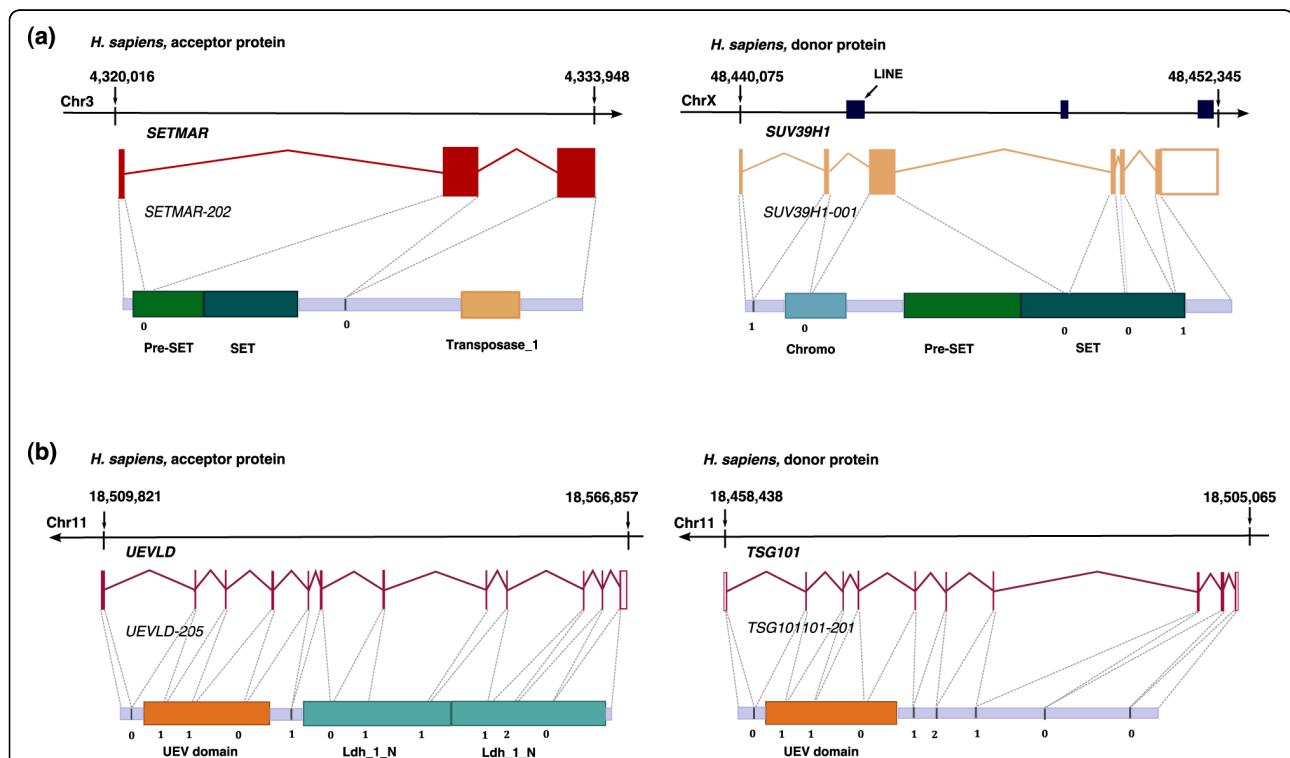 (a)
H. sapiens, acceptor protein
4,320,016
4,333,948
Chr3
SETMAR
SETMAR-202
0
0
Pre-SET
SET
Transposase_1
H. sapiens, donor protein
48,440,075
LINE
48,452,345
ChrX
SUV39H1
SUV39H1-001
1
0
0
0
1
Chromo
Pre-SET
SET
(b)
H. sapiens, acceptor protein
18,509,821
18,566,857
Chr11
UEVLD
UEVLD-205
0 1 1 0 1 0 1 1 1 2 0
UEV domain
Ldh_1_N
Ldh_1_N
H. sapiens, donor protein
18,458,438
18,505,065
Chr11
TSG101
TSG101101-201
0 1 1 0 1 2 1 0 0
UEV domain